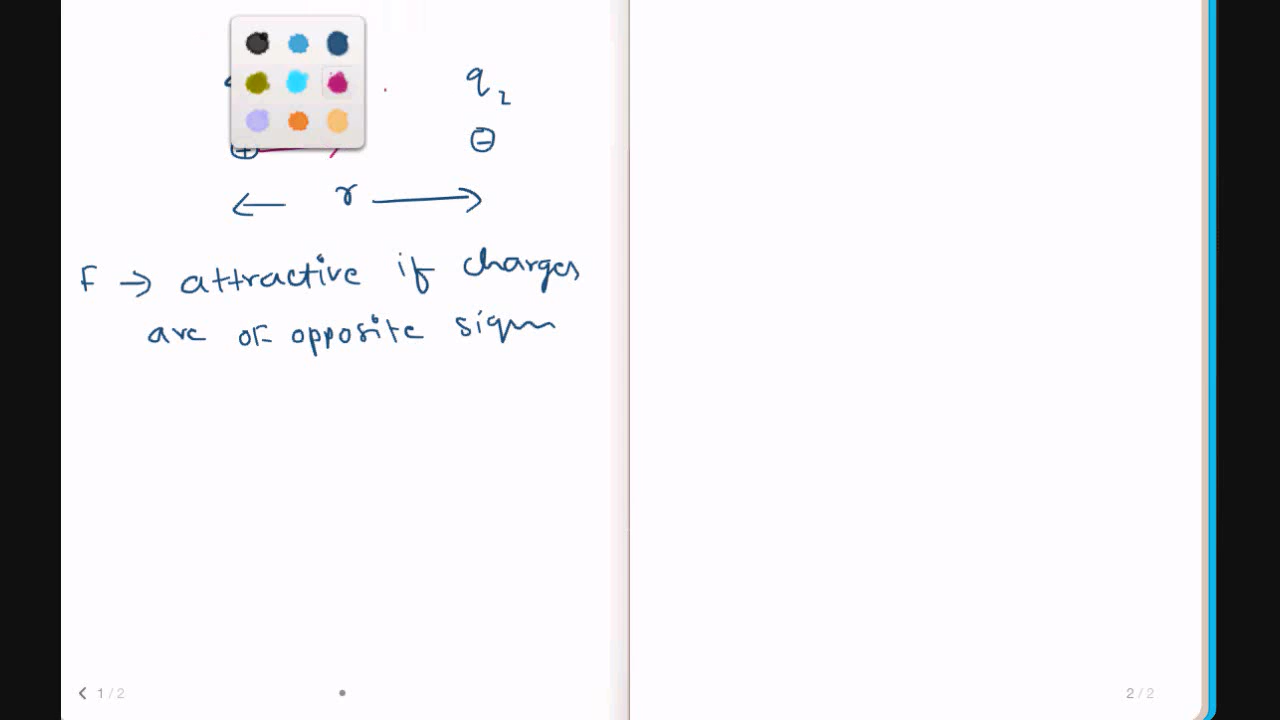 q2
⊕ ⊖
← r →
F → attractive if charges
are of opposite sign
1 / 2
2 / 2